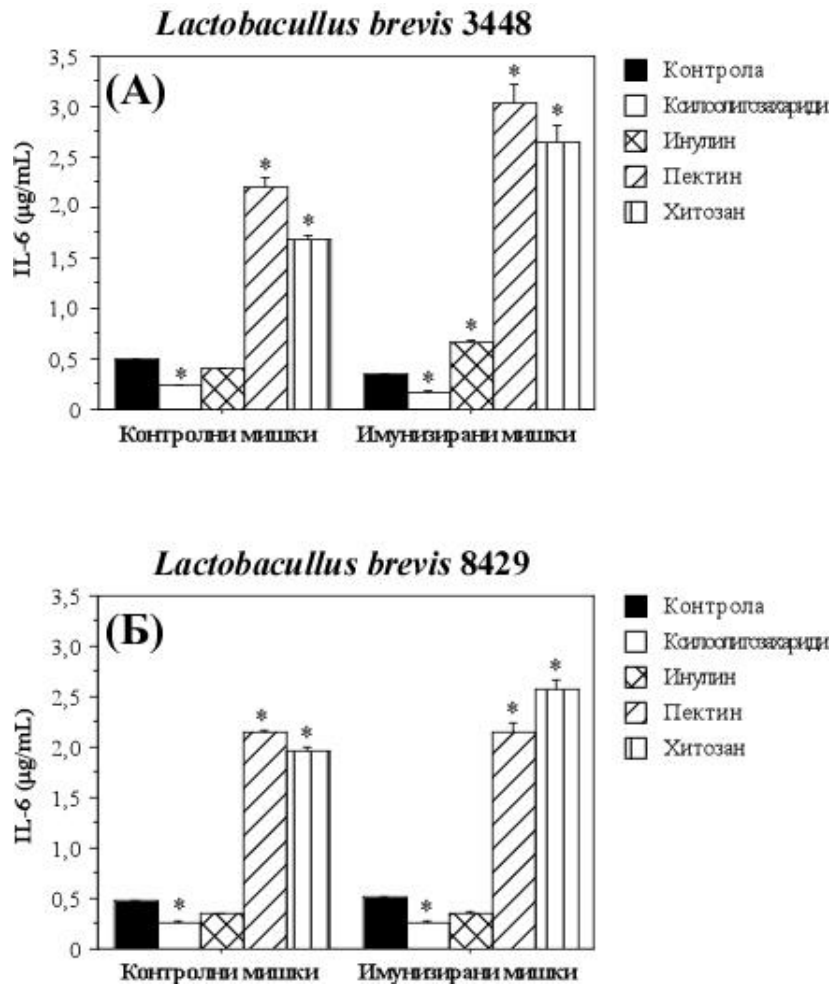 Lactobacullus brevis 3448
(А)
IL-6 (µg/mL)
3,5
3,0
2,5
2,0
1,5
1,0
0,5
0
* * * * * * *
Контролни мишки Имунизирани мишки
Контрола
Ксилоолигозахариди
Инулин
Пектин
Хитозан
Lactobacullus brevis 8429
(Б)
IL-6 (µg/mL)
3,5
3,0
2,5
2,0
1,5
1,0
0,5
0
* * * * * *
Контролни мишки Имунизирани мишки
Контрола
Ксилоолигозахариди
Инулин
Пектин
Хитозан